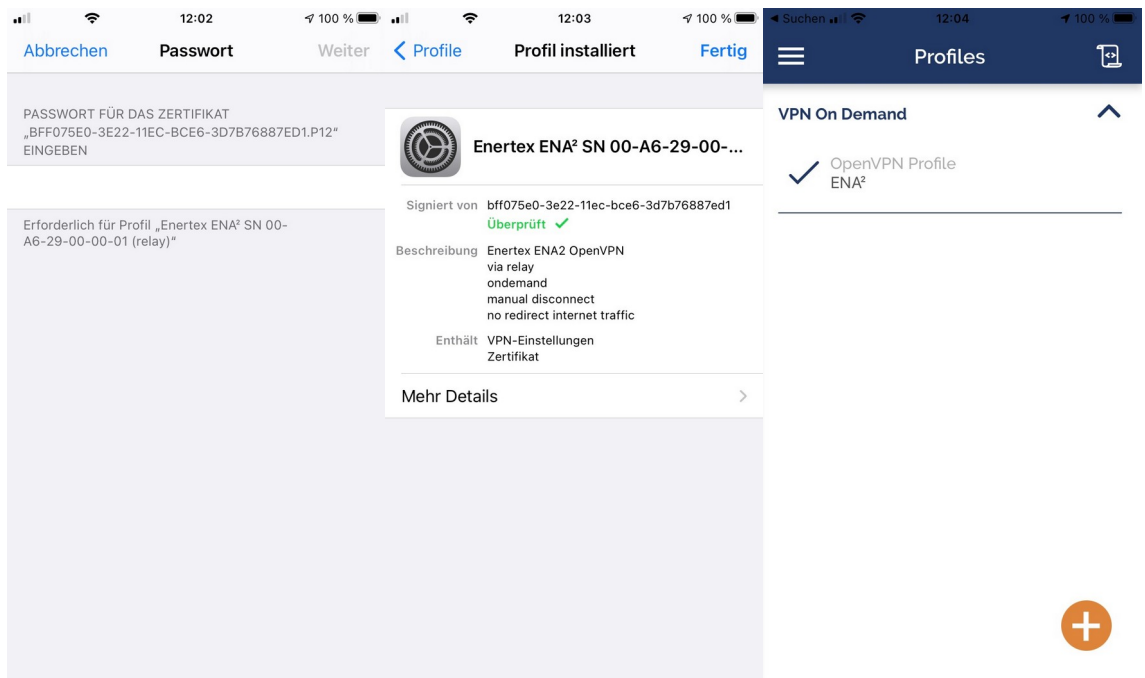 12:02
100 %
Abbrechen
Passwort
Weiter
PASSWORT FÜR DAS ZERTIFIKAT
„BFF075E0-3E22-11EC-BCE6-3D7B76887ED1.P12“
EINGEBEN
Erforderlich für Profil „Enertex ENA² SN 00-
A6-29-00-00-01 (relay)“
12:03
100 %
Profile
Profil installiert
Fertig
Enertex ENA² SN 00-A6-29-00-...
Signiert von bff075e0-3e22-11ec-bce6-3d7b76887ed1
Überprüft
Beschreibung Enertex ENA2 OpenVPN
via relay
ondemand
manual disconnect
no redirect internet traffic
Enthält VPN-Einstellungen
Zertifikat
Mehr Details
Suchen
12:04
100 %
Profiles
VPN On Demand
OpenVPN Profile
ENA²